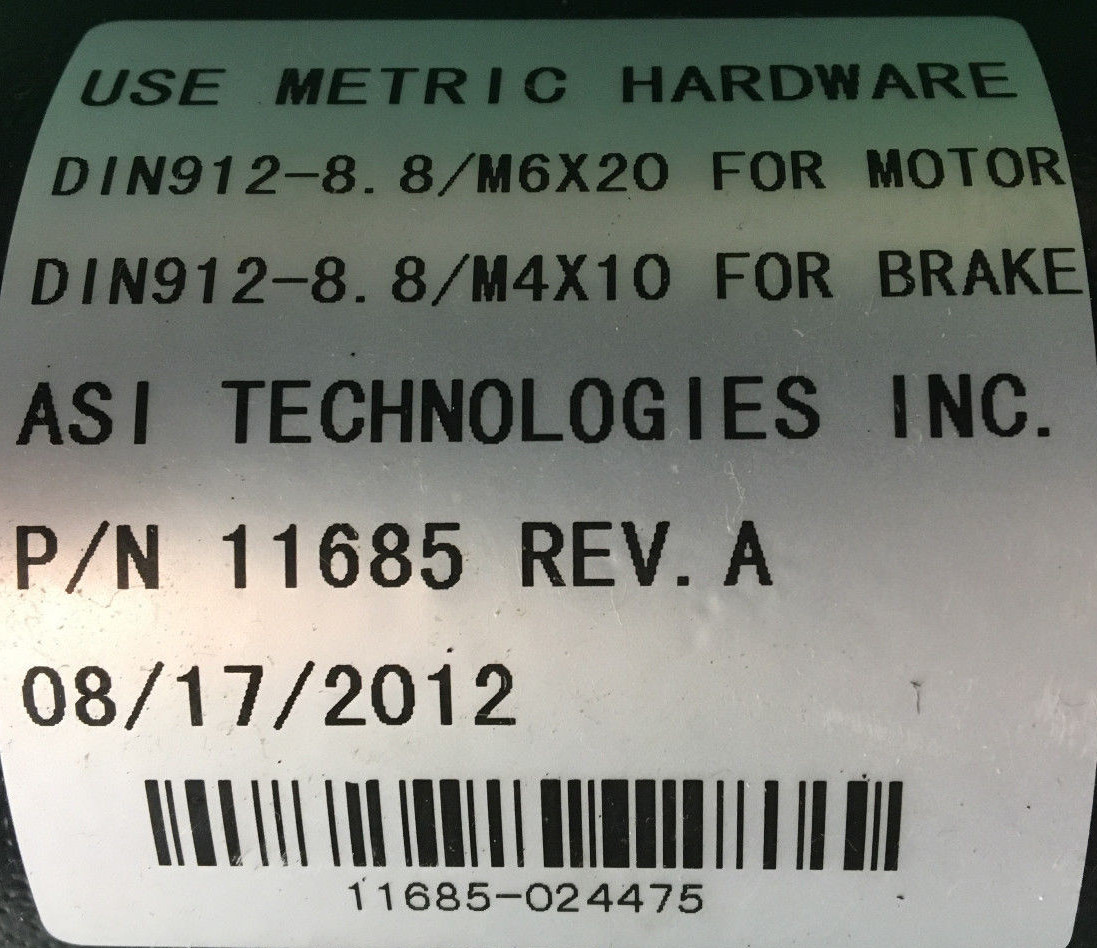 USE METRIC HARDWARE
DIN912-8.8/M6X20 FOR MOTOR
DIN912-8.8/M4X10 FOR BRAKE
ASI TECHNOLOGIES INC.
P/N 11685 REV.A
08/17/2012
11685-024475